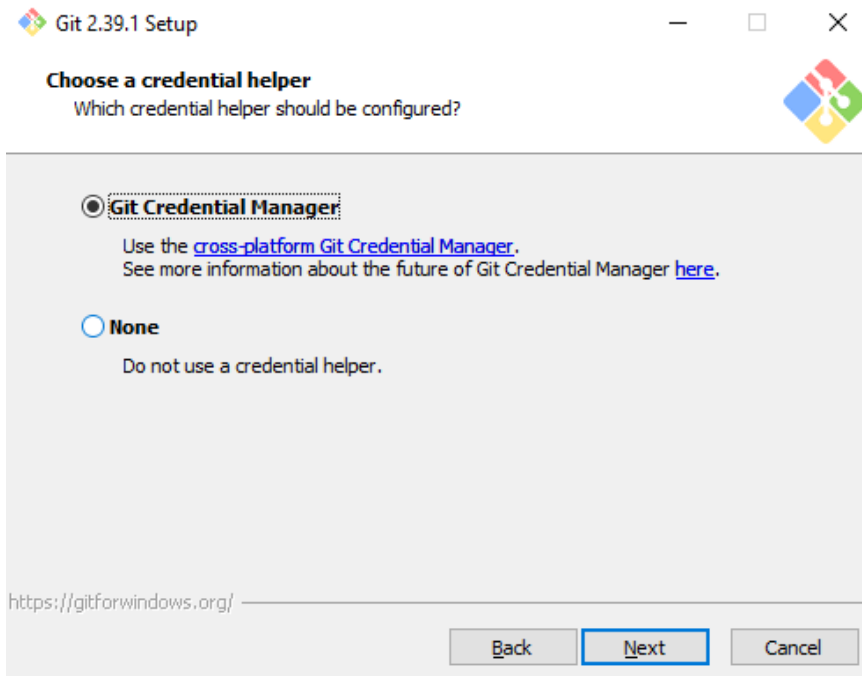 Git 2.39.1 Setup
Choose a credential helper
Which credential helper should be configured?
Git Credential Manager
Use the cross-platform Git Credential Manager.
See more information about the future of Git Credential Manager here.
None
Do not use a credential helper.
https://gitforwindows.org/
Back Next Cancel